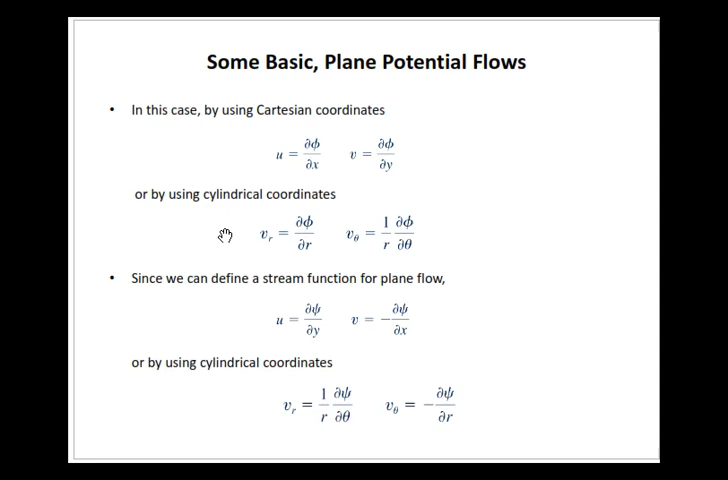 Some Basic, Plane Potential Flows
• In this case, by using Cartesian coordinates
u = ∂ϕ/∂x v = ∂ϕ/∂y
or by using cylindrical coordinates
v_r = ∂ϕ/∂r v_θ = 1/r ∂ϕ/∂θ
• Since we can define a stream function for plane flow,
u = ∂ψ/∂y v = −∂ψ/∂x
or by using cylindrical coordinates
v_r = 1/r ∂ψ/∂θ v_θ = −∂ψ/∂r